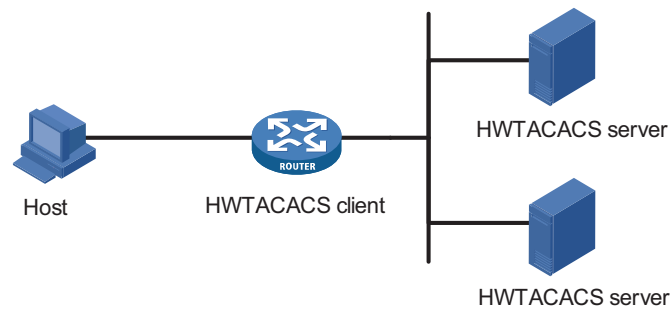 HWTACACS server
ROUTER
Host
HWTACACS client
HWTACACS server